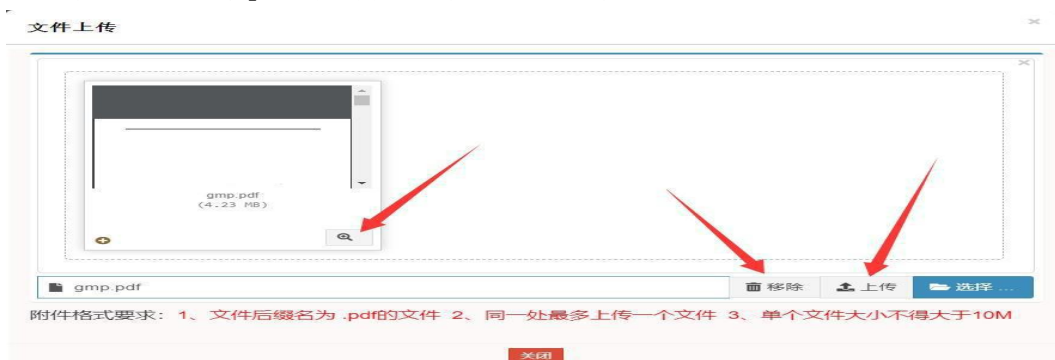 文件上传
gmp.pdf
(4.23 MB)
gmp.pdf
移除 上传 选择 ...
附件格式要求：1、文件后缀名为 .pdf的文件 2、同一处最多上传一个文件 3、单个文件大小不得大于10M
关闭